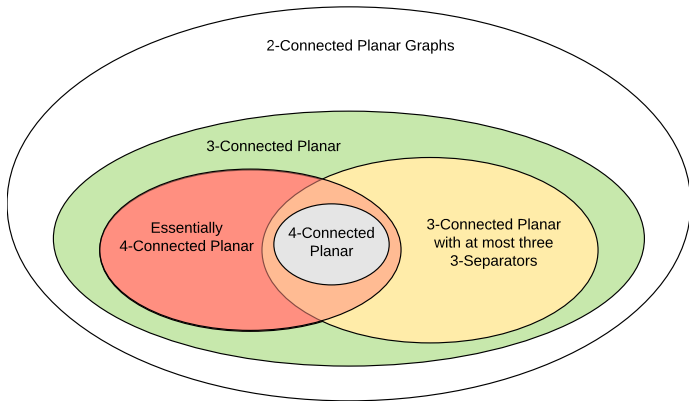 2-Connected Planar Graphs
3-Connected Planar
Essentially
4-Connected Planar
4-Connected
Planar
3-Connected Planar
with at most three
3-Separators